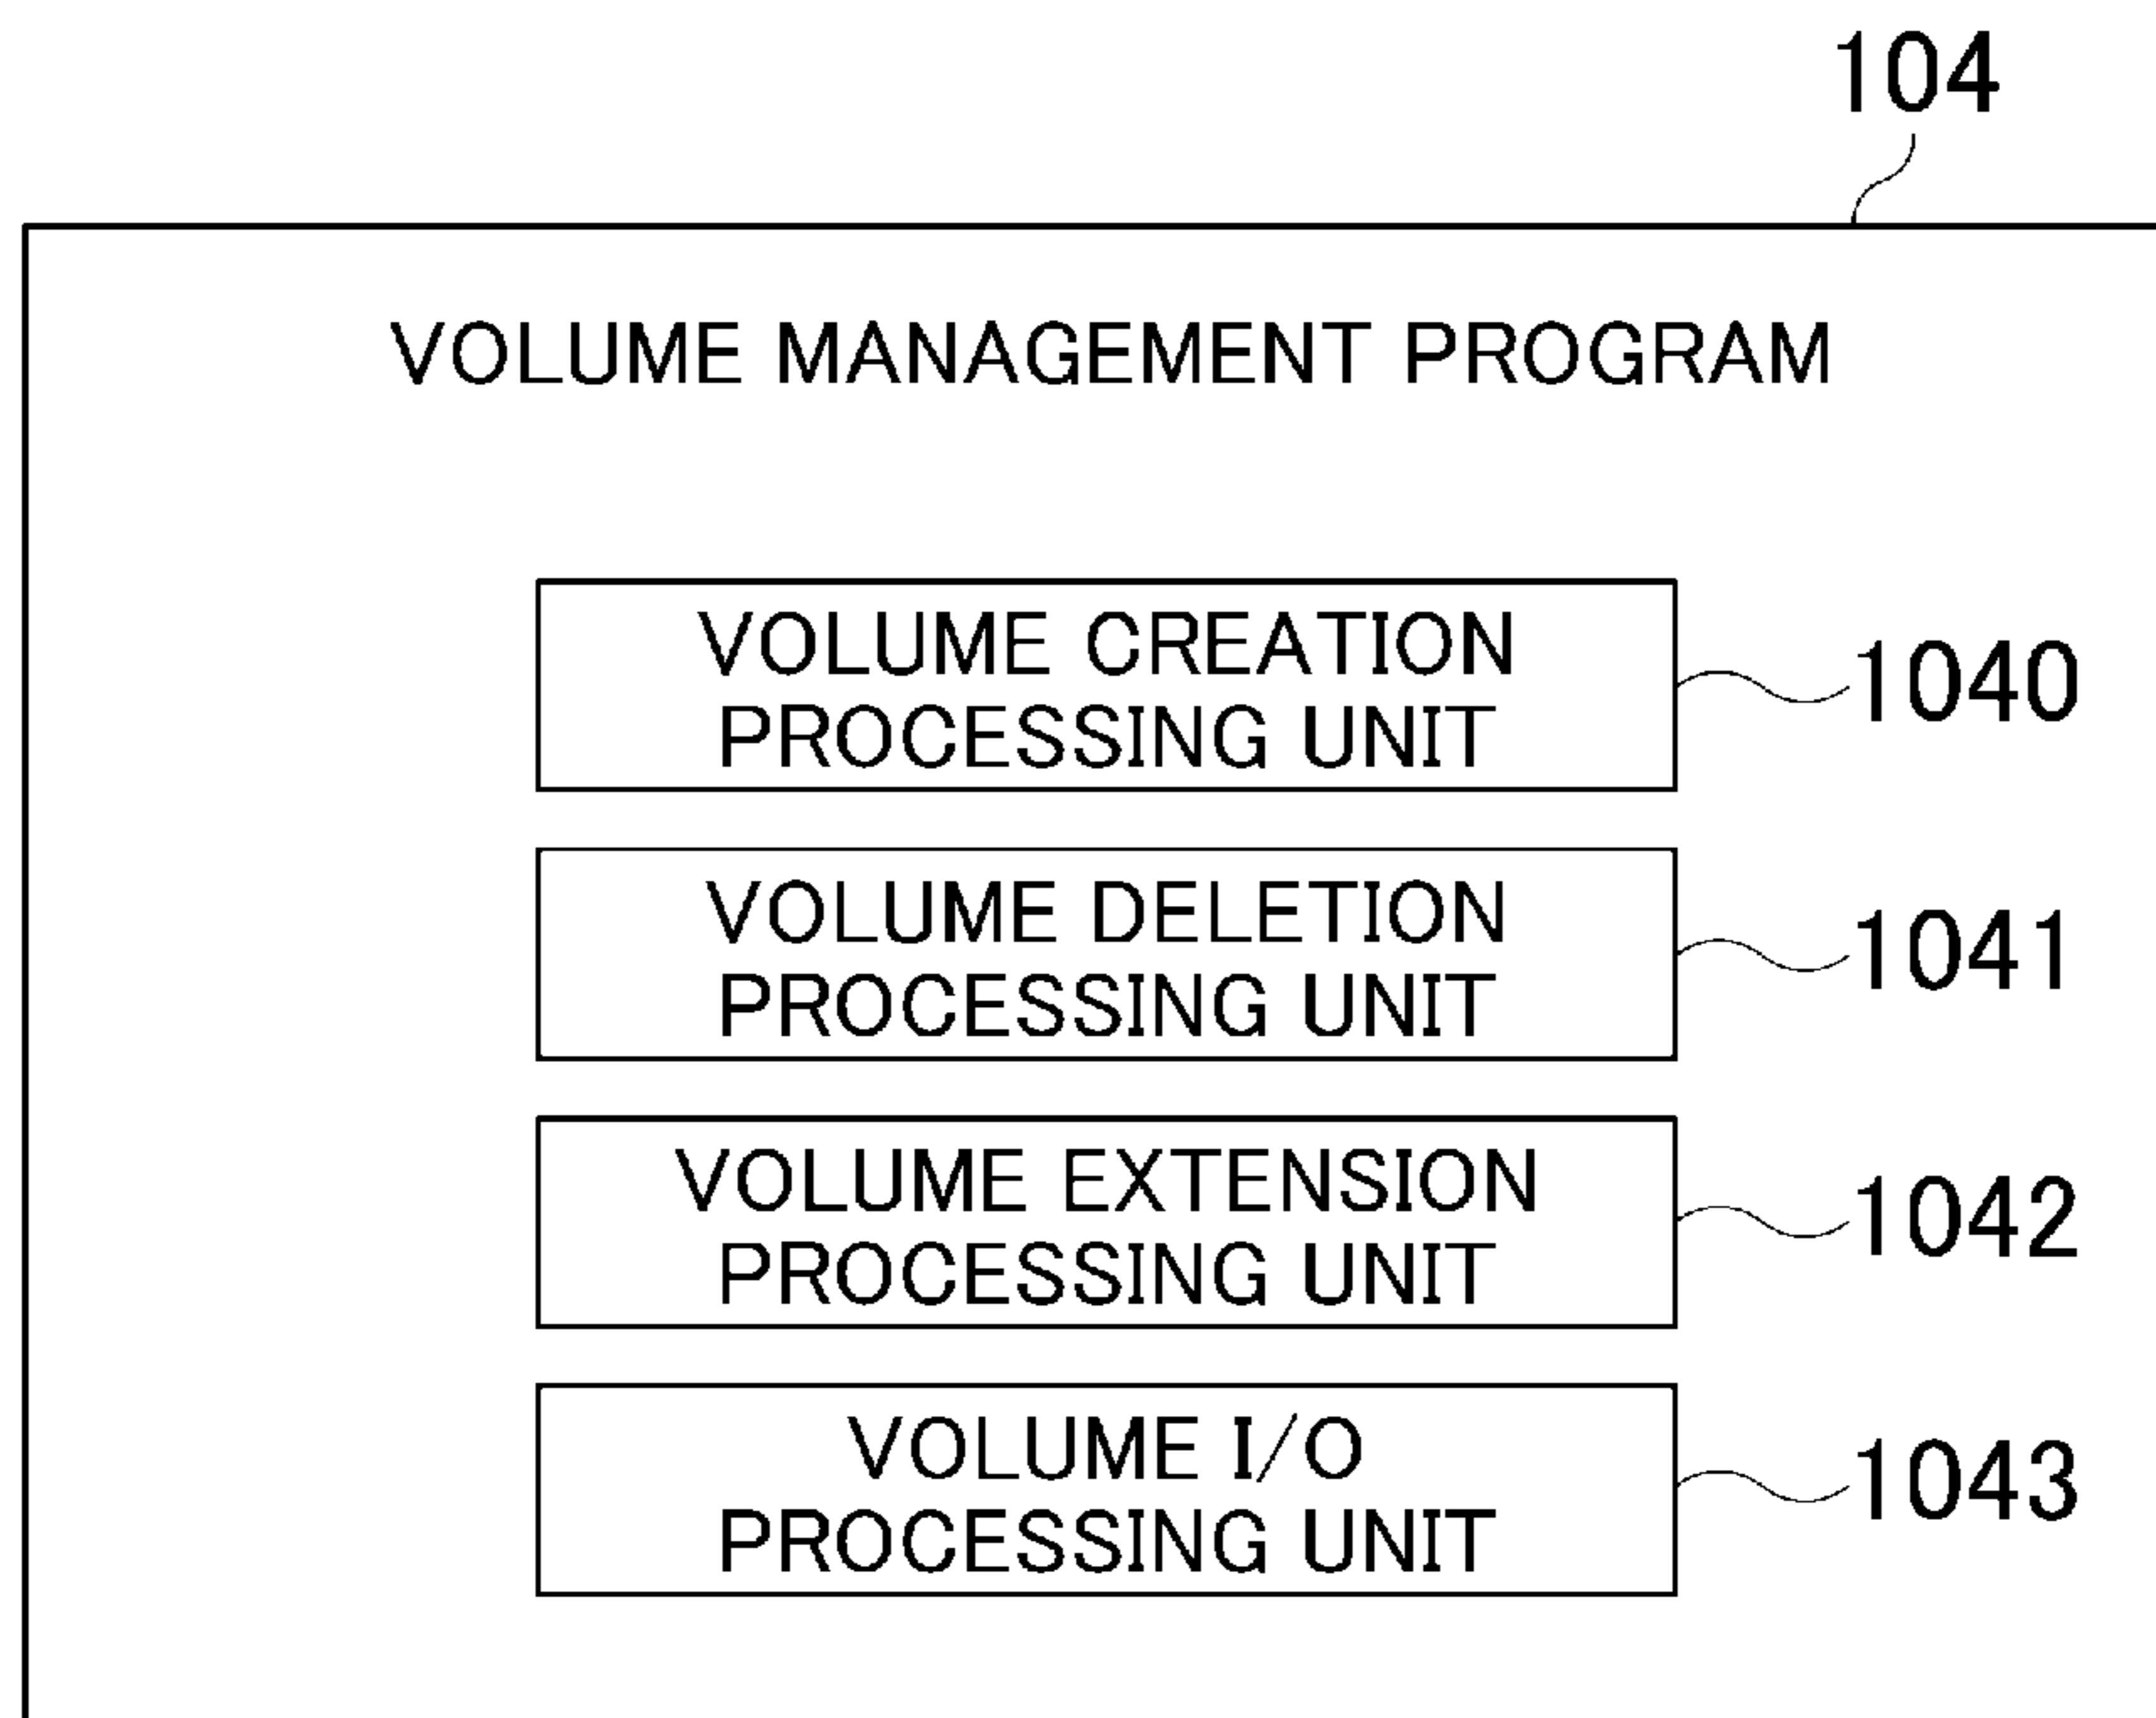 104
VOLUME MANAGEMENT PROGRAM
VOLUME CREATION
PROCESSING UNIT
1040
VOLUME DELETION
PROCESSING UNIT
1041
VOLUME EXTENSION
PROCESSING UNIT
1042
VOLUME I/O
PROCESSING UNIT
1043